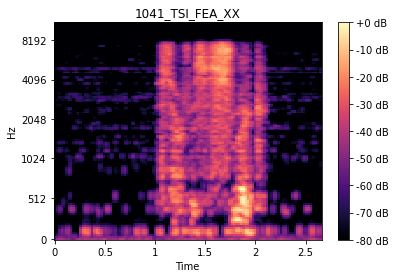 1041_TSI_FEA_XX
+0 dB
8192
-10 dB
4096
-20 dB
-30 dB
2048
Hz
-40 dB
1024
-50 dB
512
-60 dB
-70 dB
0
-80 dB
0 0.5 1 1.5 2 2.5
Time